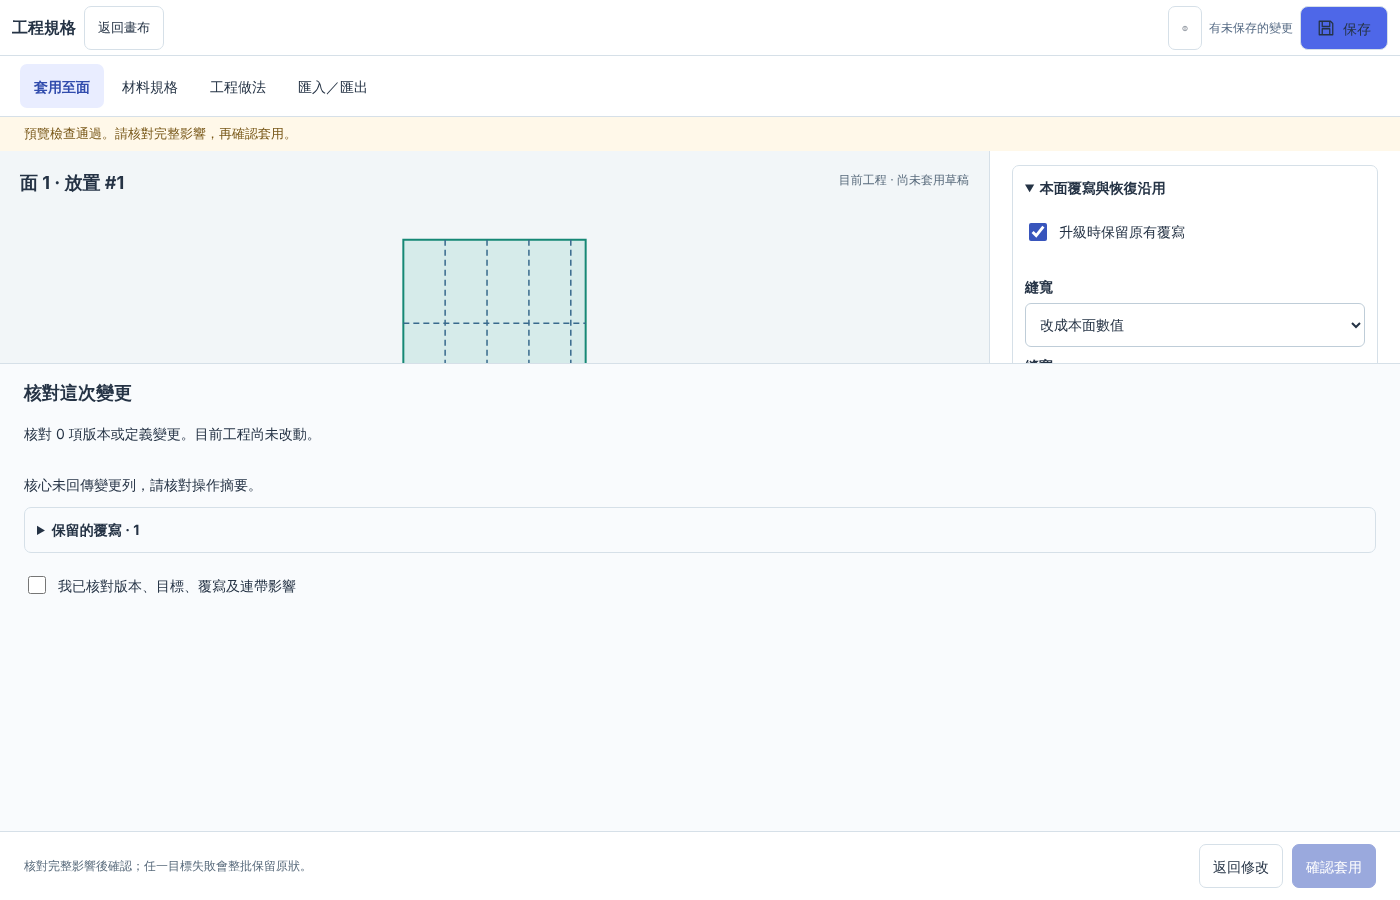 工程規格
返回畫布
有未保存的變更
保存
套用至面
材料規格
工程做法
匯入／匯出
預覽檢查通過。請核對完整影響，再確認套用。
面 1 · 放置 #1
目前工程 · 尚未套用草稿
本面覆寫與恢復沿用
升級時保留原有覆寫
縫寬
改成本面數值
核對這次變更
核對 0 項版本或定義變更。目前工程尚未改動。
核心未回傳變更列，請核對操作摘要。
保留的覆寫 · 1
我已核對版本、目標、覆寫及連帶影響
核對完整影響後確認；任一目標失敗會整批保留原狀。
返回修改
確認套用